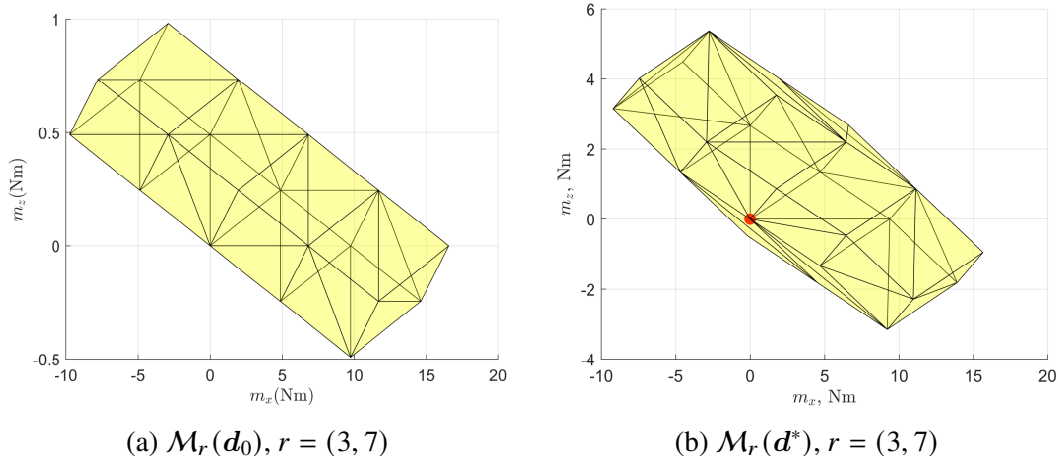 1
0.5
0
-0.5
-10 -5 0 5 10 15 20
m_z(Nm)
m_x(Nm)
6
4
2
0
-2
-4
-10 -5 0 5 10 15 20
m_z, Nm
m_x, Nm
(a) ℳ_r(d_0), r = (3, 7)
(b) ℳ_r(d*), r = (3, 7)